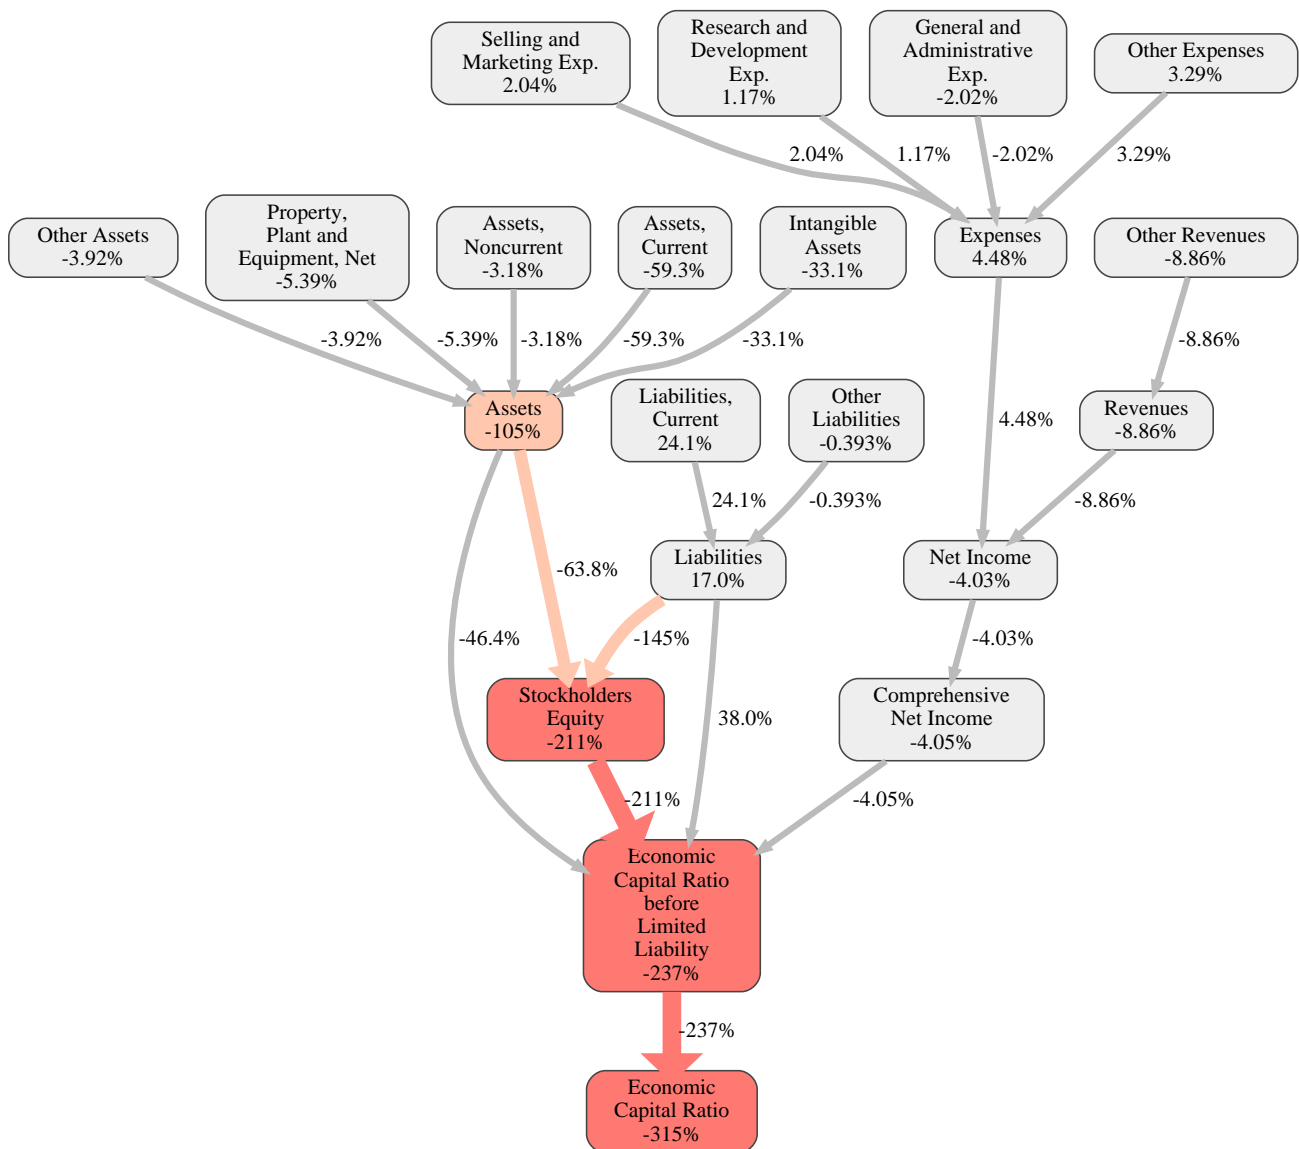 Selling and
Marketing Exp.
2.04%
Research and
Development
Exp.
1.17%
General and
Administrative
Exp.
-2.02%
Other Expenses
3.29%
2.04%
1.17%
-2.02%
3.29%
Other Assets
-3.92%
Property,
Plant and
Equipment, Net
-5.39%
Assets,
Noncurrent
-3.18%
Assets,
Current
-59.3%
Intangible
Assets
-33.1%
Expenses
4.48%
Other Revenues
-8.86%
-3.92%
-5.39%
-3.18%
-59.3%
-33.1%
-8.86%
Assets
-105%
Liabilities,
Current
24.1%
Other
Liabilities
-0.393%
4.48%
Revenues
-8.86%
24.1%
-0.393%
-8.86%
-63.8%
Liabilities
17.0%
Net Income
-4.03%
-46.4%
-145%
-4.03%
Stockholders
Equity
-211%
38.0%
Comprehensive
Net Income
-4.05%
-211%
-4.05%
Economic
Capital Ratio
before
Limited
Liability
-237%
-237%
Economic
Capital Ratio
-315%